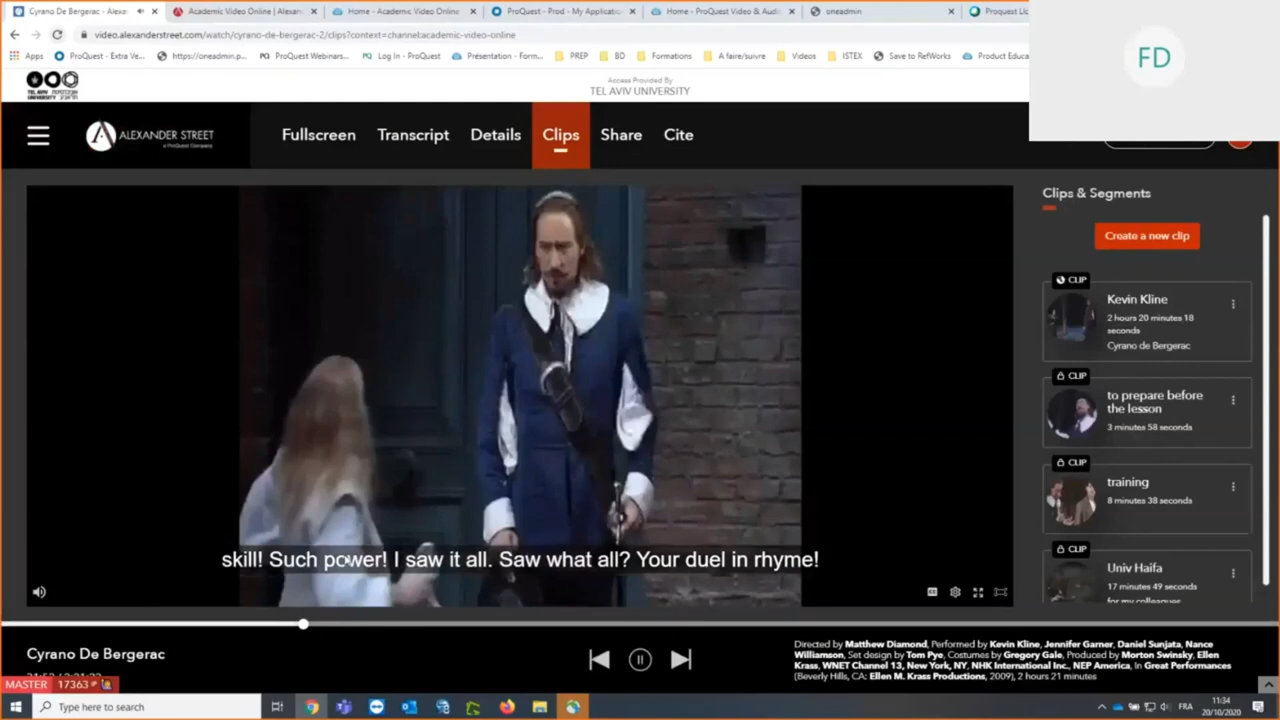 Cyrano De Bergerac - Alexa
Academic Video Online | Alexan
Home - Academic Video Online
ProQuest - Prod - My Applicatio
Home - ProQuest Video & Audi
oneadmin
Proquest Lic
video.alexanderstreet.com/watch/cyrano-de-bergerac-2/clips?context=channel:academic-video-online
Apps
ProQuest - Extra Ve...
https://oneadmin.p...
ProQuest Webinars...
Log In - ProQuest
Présentation - Form...
PREP
BD
Formations
A faire/suivre
Videos
ISTEX
Save to RefWorks
Product Educa
FD
TEL AVIV UNIVERSITY
Access Provided By
TEL AVIV UNIVERSITY
ALEXANDER STREET
a ProQuest Company
Fullscreen
Transcript
Details
Clips
Share
Cite
Clips & Segments
Create a new clip
CLIP
Kevin Kline
2 hours 20 minutes 18
seconds
Cyrano de Bergerac
CLIP
to prepare before
the lesson
3 minutes 58 seconds
CLIP
training
8 minutes 38 seconds
CLIP
Univ Haifa
17 minutes 49 seconds
for my colleagues
skill! Such power! I saw it all. Saw what all? Your duel in rhyme!
Cyrano De Bergerac
Directed by Matthew Diamond, Performed by Kevin Kline, Jennifer Garner, Daniel Sunjata, Nance
Williamson, Set design by Tom Pye, Costumes by Gregory Gale, Produced by Morton Swinsky, Ellen
Krass, WNET Channel 13, New York, NY, NHK International Inc., NEP America, In Great Performances
(Beverly Hills, CA: Ellen M. Krass Productions, 2009), 2 hours 21 minutes
MASTER 17363
Type here to search
FRA
11:34
20/10/2020